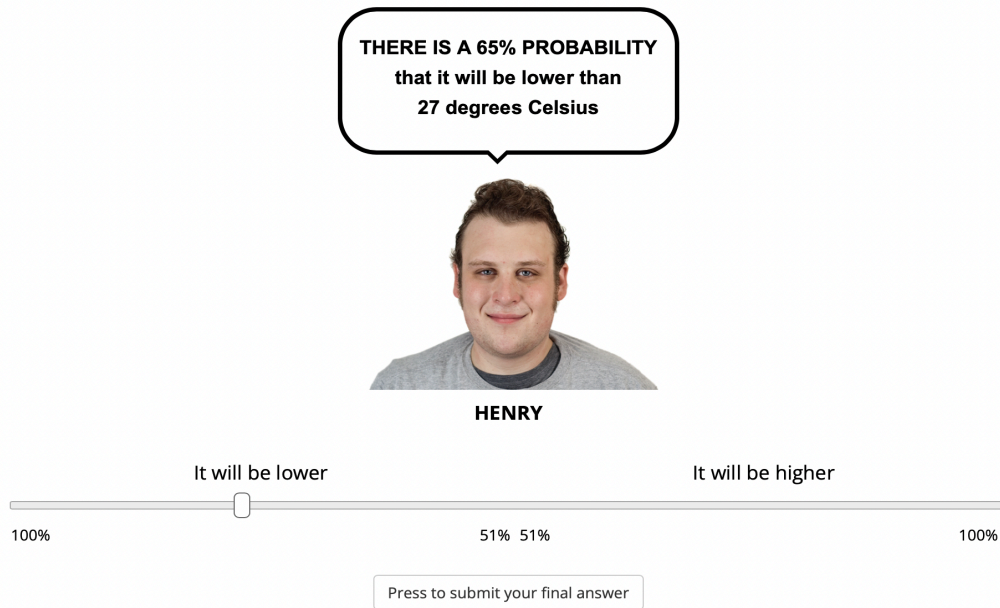 THERE IS A 65% PROBABILITY
that it will be lower than
27 degrees Celsius
HENRY
It will be lower It will be higher
100% 51% 51% 100%
Press to submit your final answer